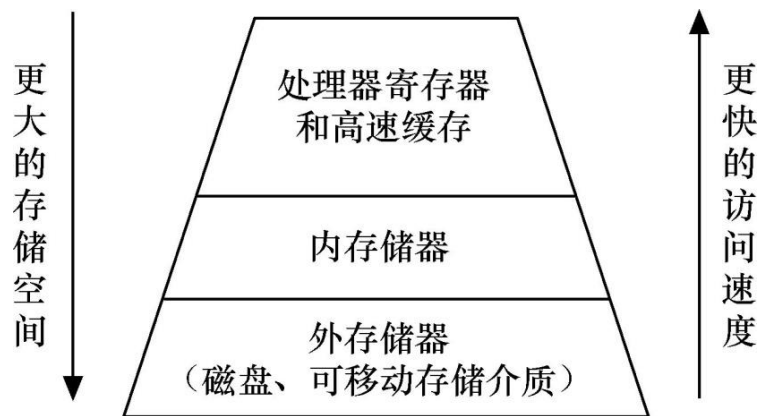 更大的存储空间
处理器寄存器
和高速缓存
内存储器
外存储器
（磁盘、可移动存储介质）
更快的访问速度